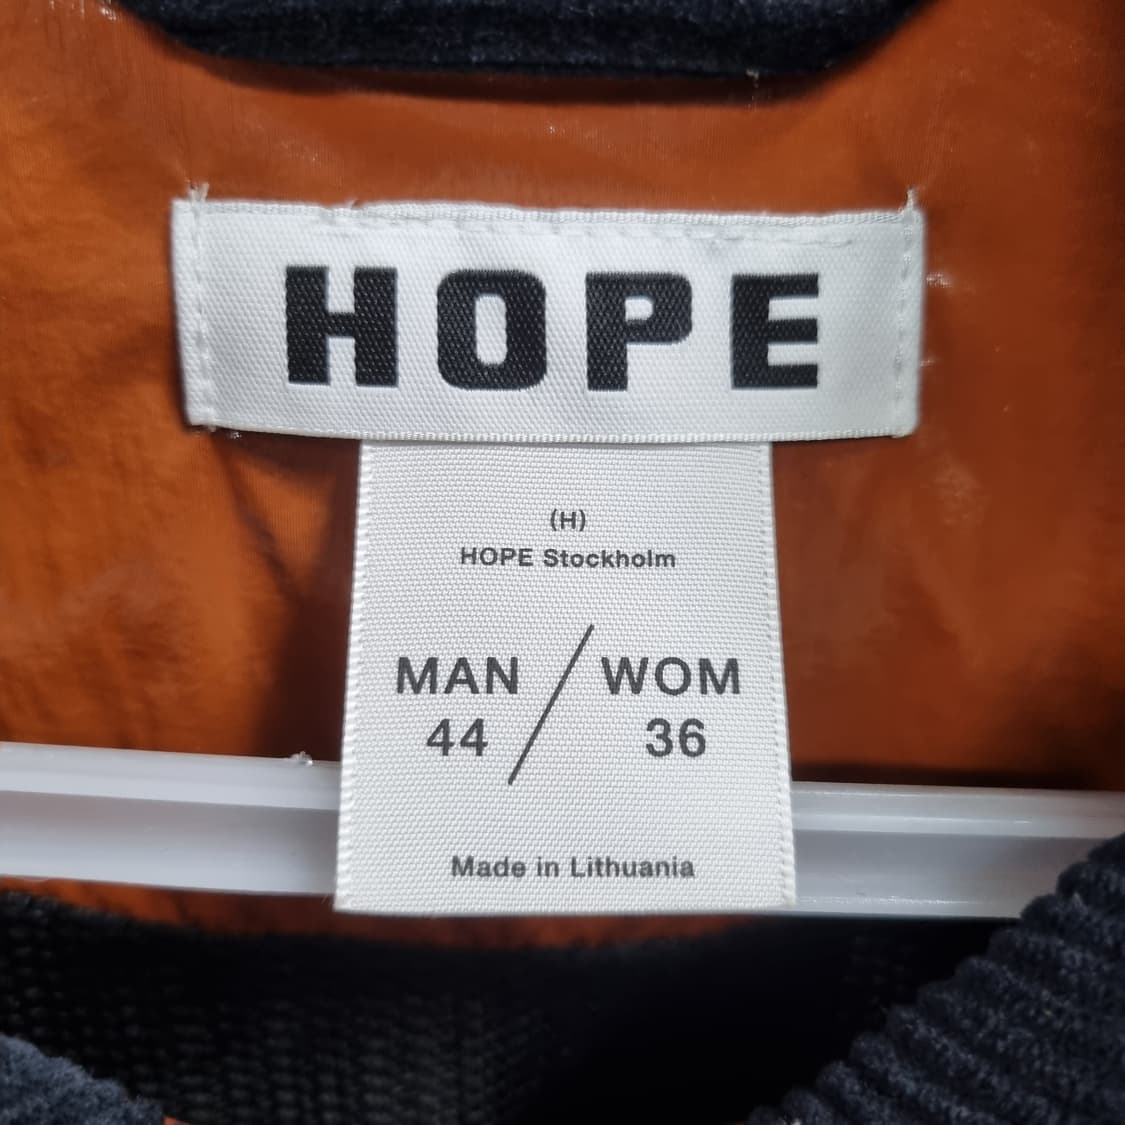 HOPE
(H)
HOPE Stockholm
MAN / WOM
44 36
Made in Lithuania